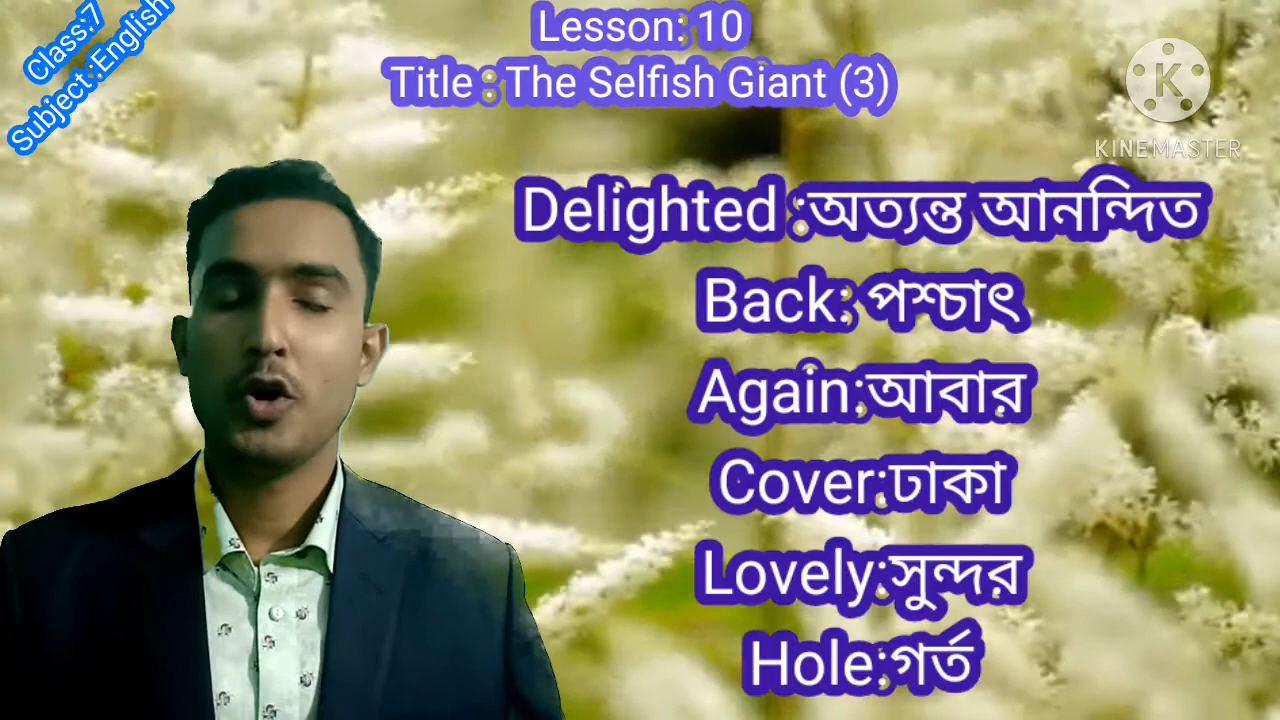 Class:7
Subject :English
Lesson: 10
Title : The Selfish Giant (3)
K
KINEMASTER
Delighted :অত্যন্ত আনন্দিত
Back: পশ্চাৎ
Again:আবার
Cover:ঢাকা
Lovely:সুন্দর
Hole:গর্ত